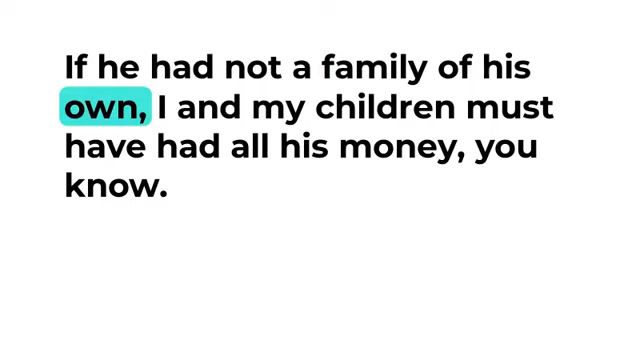 If he had not a family of his
own, I and my children must
have had all his money, you
know.